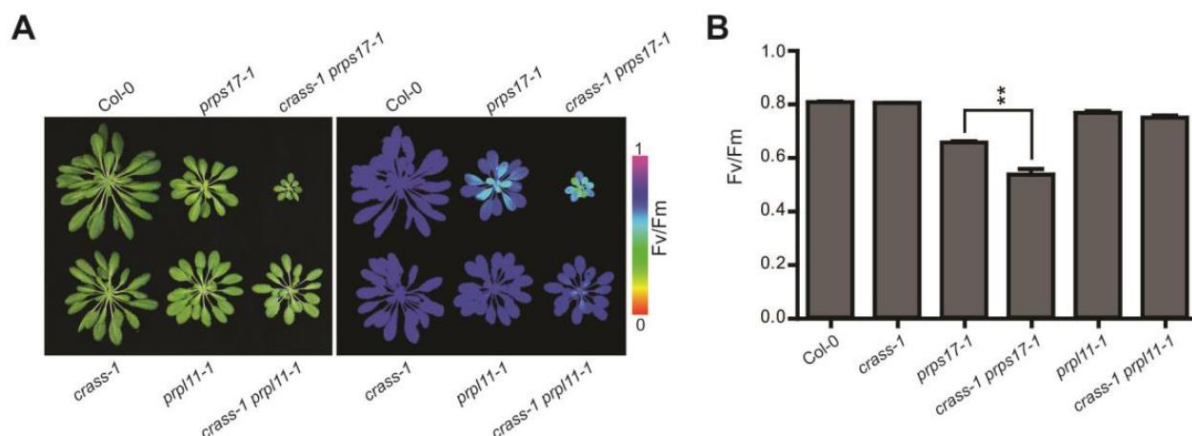 A
Col-0
prps17-1
crass-1 prps17-1
Col-0
prps17-1
crass-1 prps17-1
1
Fv/Fm
0
crass-1
prpl11-1
crass-1 prpl11-1
crass-1
prpl11-1
crass-1 prpl11-1
B
1.0
0.8
0.6
0.4
0.2
0.0
Fv/Fm
**
Col-0
crass-1
prps17-1
crass-1 prps17-1
prpl11-1
crass-1 prpl11-1